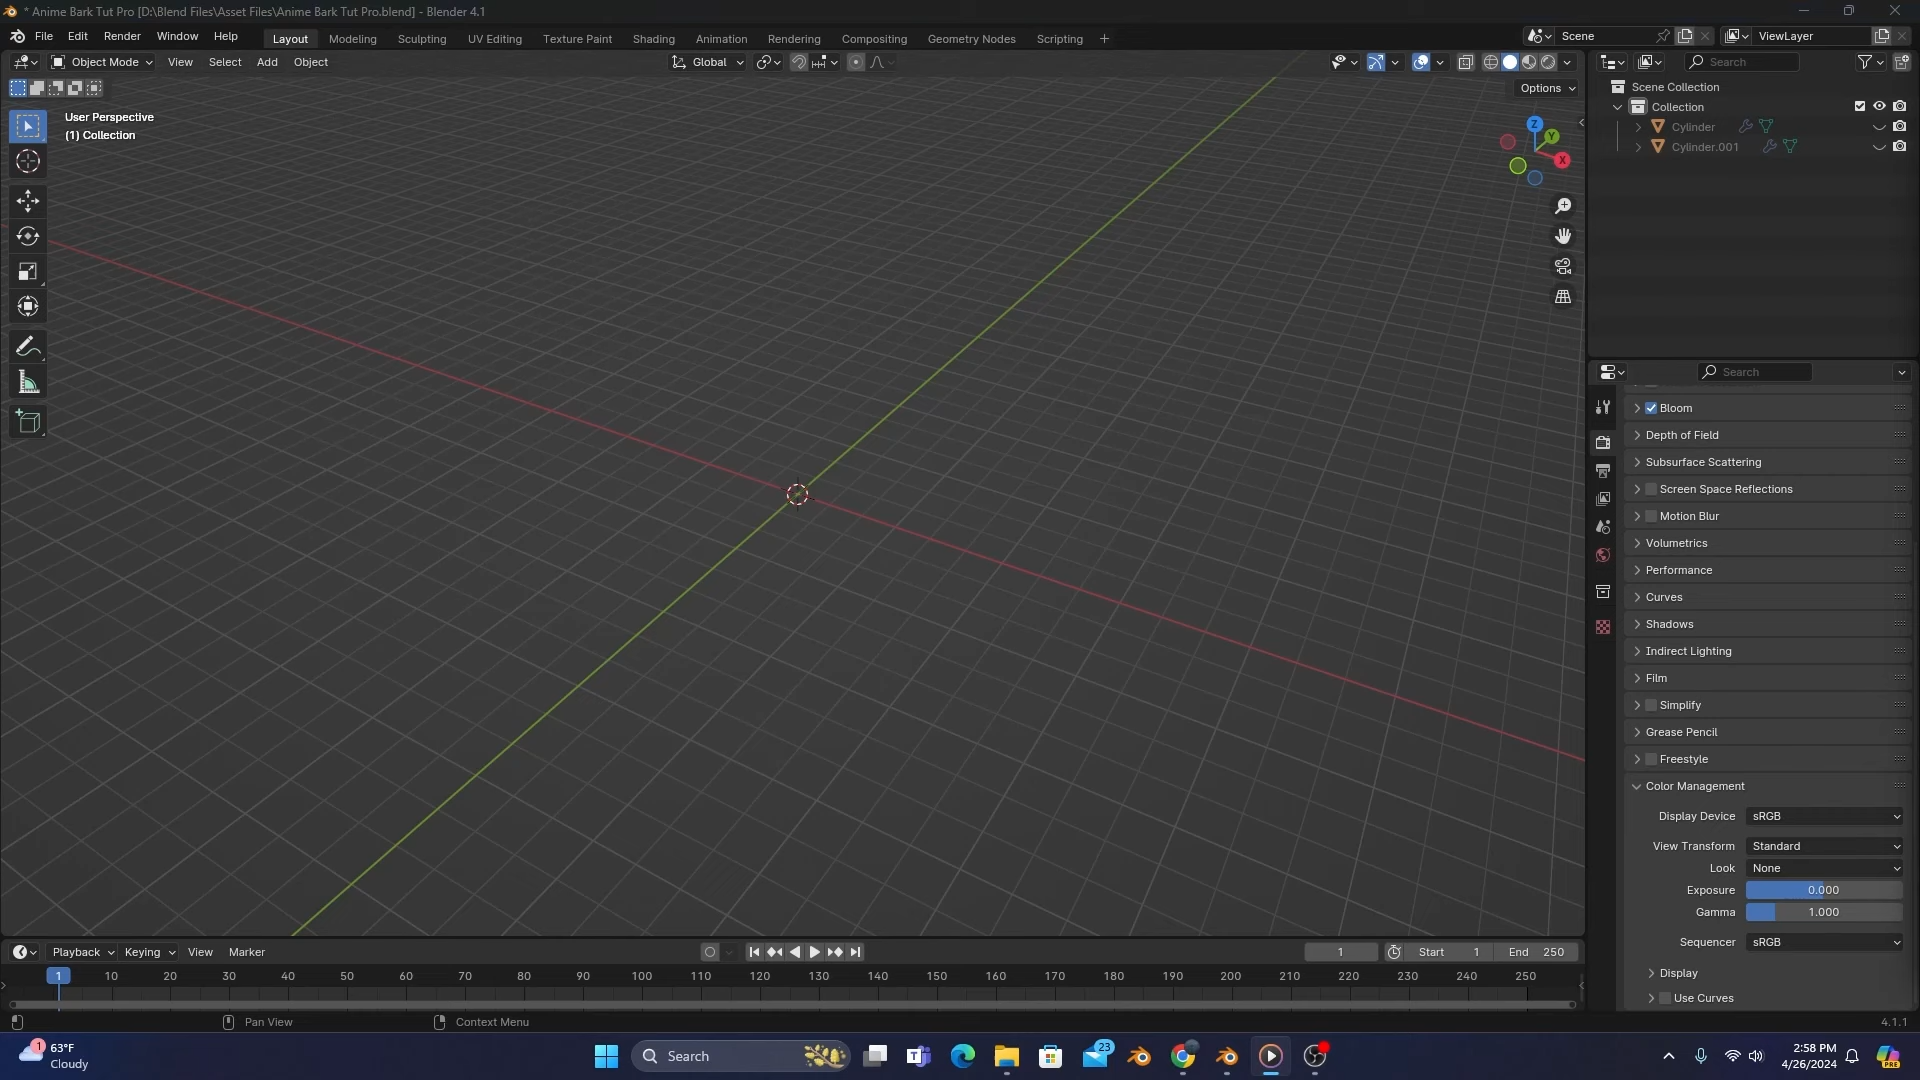 * Anime Bark Tut Pro [D:\Blend Files\Asset Files\Anime Bark Tut Pro.blend] - Blender 4.1
File Edit Render Window Help
Layout Modeling Sculpting UV Editing Texture Paint Shading Animation Rendering Compositing Geometry Nodes Scripting +
Scene
ViewLayer
Object Mode View Select Add Object
Global
Search
Options
User Perspective
(1) Collection
Z
Y
X
Scene Collection
Collection
Cylinder
Cylinder.001
Search
Bloom
Depth of Field
Subsurface Scattering
Screen Space Reflections
Motion Blur
Volumetrics
Performance
Curves
Shadows
Indirect Lighting
Film
Simplify
Grease Pencil
Freestyle
Color Management
Display Device sRGB
View Transform Standard
Look None
Exposure 0.000
Gamma 1.000
Sequencer sRGB
Display
Use Curves
Playback Keying View Marker
1 Start 1 End 250
1 10 20 30 40 50 60 70 80 90 100 110 120 130 140 150 160 170 180 190 200 210 220 230 240 250
Pan View Context Menu
4.1.1
1
63°F
Cloudy
Search
23
2:58 PM
4/26/2024
PRE